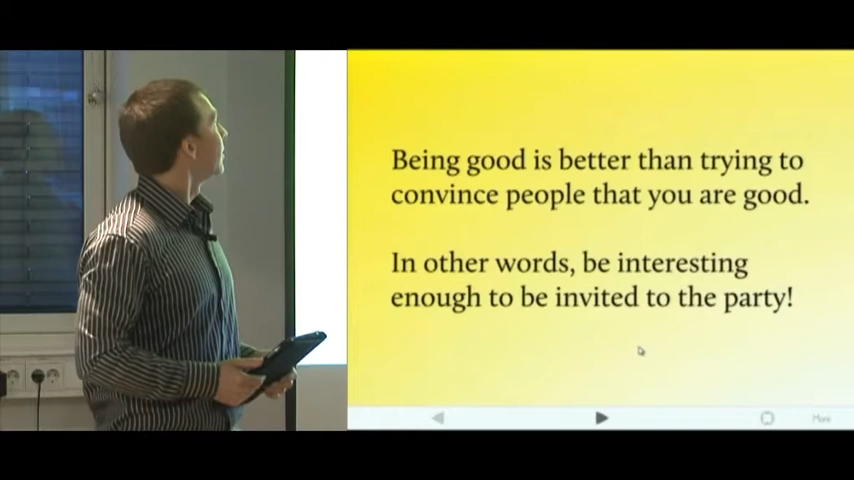 Being good is better than trying to
convince people that you are good.
In other words, be interesting
enough to be invited to the party!
More